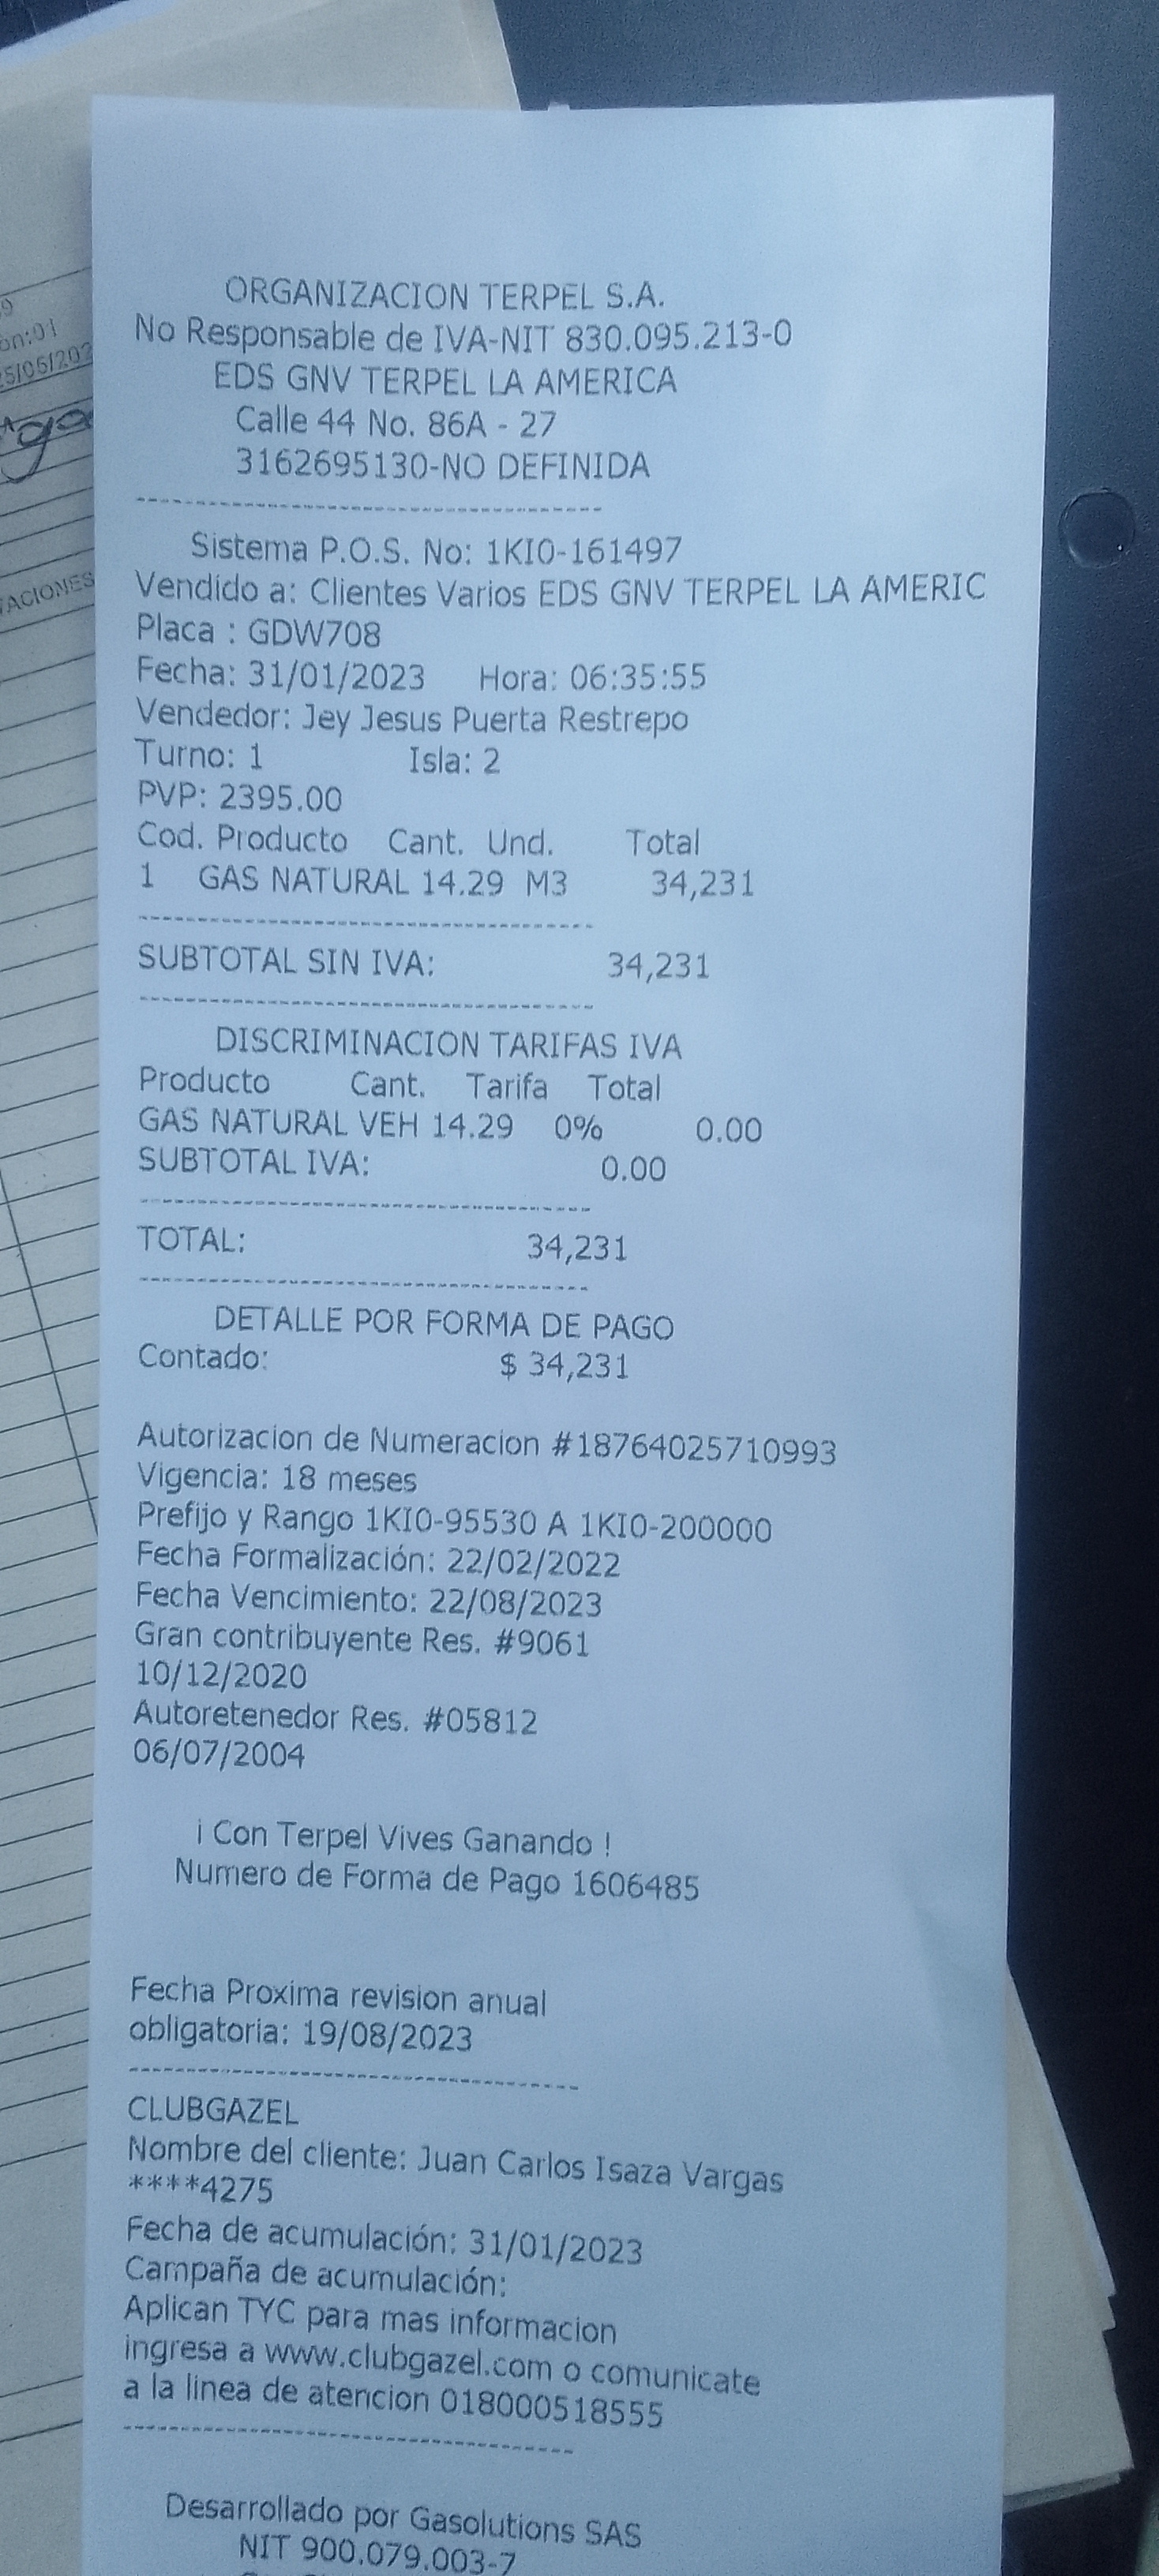 ORGANIZACION TERPEL S.A.
No Responsable de IVA-NIT 830.095.213-0
EDS GNV TERPEL LA AMERICA
Calle 44 No. 86A - 27
3162695130-NO DEFINIDA
Sistema P.O.S. No: 1KI0-161497
Vendido a: Clientes Varios EDS GNV TERPEL LA AMERIC
Placa : GDW708
Fecha: 31/01/2023 Hora: 06:35:55
Vendedor: Jey Jesus Puerta Restrepo
Turno: 1 Isla: 2
PVP: 2395.00
Cod. Producto Cant. Und. Total
1 GAS NATURAL 14.29 M3 34,231
SUBTOTAL SIN IVA: 34,231
DISCRIMINACION TARIFAS IVA
Producto Cant. Tarifa Total
GAS NATURAL VEH 14.29 0% 0.00
SUBTOTAL IVA: 0.00
TOTAL: 34,231
DETALLE POR FORMA DE PAGO
Contado: $ 34,231
Autorizacion de Numeracion #18764025710993
Vigencia: 18 meses
Prefijo y Rango 1KI0-95530 A 1KI0-200000
Fecha Formalización: 22/02/2022
Fecha Vencimiento: 22/08/2023
Gran contribuyente Res. #9061
10/12/2020
Autoretenedor Res. #05812
06/07/2004
¡ Con Terpel Vives Ganando !
Numero de Forma de Pago 1606485
Fecha Proxima revision anual
obligatoria: 19/08/2023
CLUBGAZEL
Nombre del cliente: Juan Carlos Isaza Vargas
****4275
Fecha de acumulación: 31/01/2023
Campaña de acumulación:
Aplican TYC para mas informacion
ingresa a www.clubgazel.com o comunicate
a la linea de atencion 018000518555
Desarrollado por Gasolutions SAS
NIT 900.079.003-7